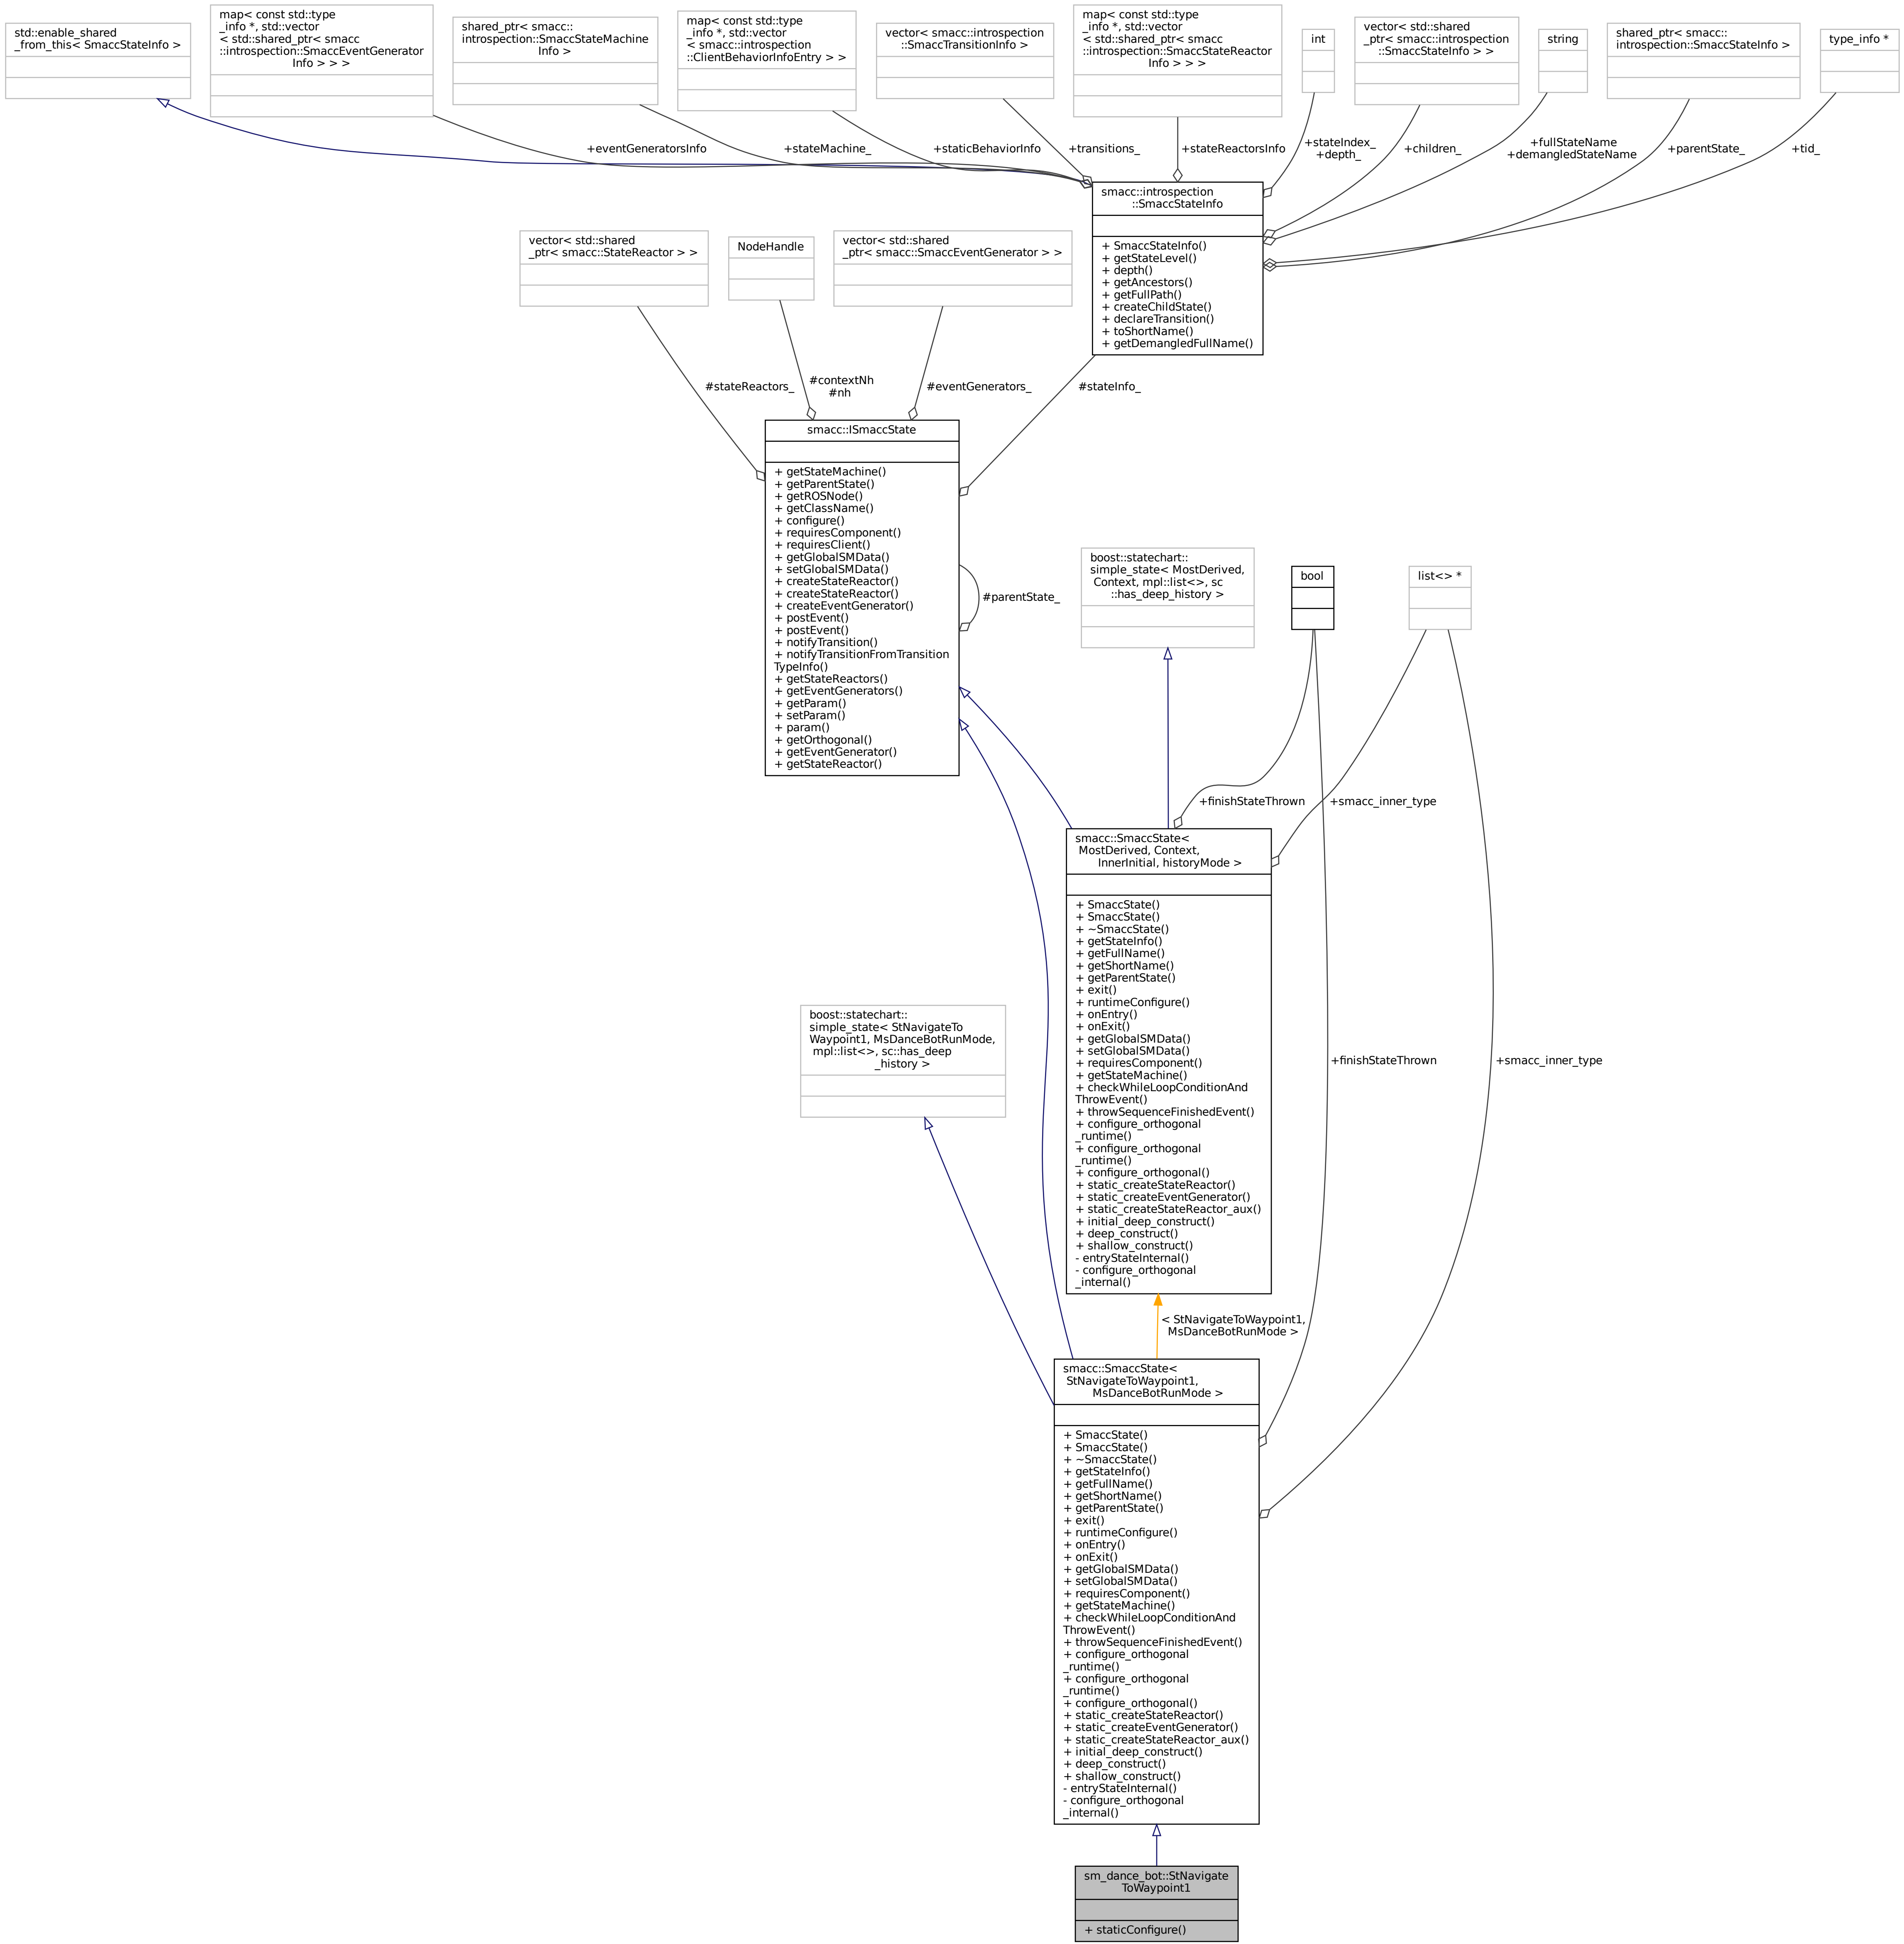 std::enable_shared
_from_this< SmaccStateInfo >
map< const std::type
_info *, std::vector
< std::shared_ptr< smacc
::introspection::SmaccEventGenerator
Info > > >
shared_ptr< smacc::
introspection::SmaccStateMachine
Info >
map< const std::type
_info *, std::vector
< smacc::introspection
::ClientBehaviorInfoEntry > >
vector< smacc::introspection
::SmaccTransitionInfo >
map< const std::type
_info *, std::vector
< std::shared_ptr< smacc
::introspection::SmaccStateReactor
Info > > >
int
vector< std::shared
_ptr< smacc::introspection
::SmaccStateInfo > >
string
shared_ptr< smacc::
introspection::SmaccStateInfo >
type_info *
+eventGeneratorsInfo
+stateMachine_
+staticBehaviorInfo
+transitions_
+stateReactorsInfo
+stateIndex_
+depth_
+children_
+fullStateName
+demangledStateName
+parentState_
+tid_
smacc::introspection
::SmaccStateInfo
+ SmaccStateInfo()
+ getStateLevel()
+ depth()
+ getAncestors()
+ getFullPath()
+ createChildState()
+ declareTransition()
+ toShortName()
+ getDemangledFullName()
vector< std::shared
_ptr< smacc::StateReactor > >
NodeHandle
vector< std::shared
_ptr< smacc::SmaccEventGenerator > >
#stateReactors_
#contextNh
#nh
#eventGenerators_
#stateInfo_
smacc::ISmaccState
+ getStateMachine()
+ getParentState()
+ getROSNode()
+ getClassName()
+ configure()
+ requiresComponent()
+ requiresClient()
+ getGlobalSMData()
+ setGlobalSMData()
+ createStateReactor()
+ createStateReactor()
+ createEventGenerator()
+ postEvent()
+ postEvent()
+ notifyTransition()
+ notifyTransitionFromTransition
TypeInfo()
+ getStateReactors()
+ getEventGenerators()
+ getParam()
+ setParam()
+ param()
+ getOrthogonal()
+ getEventGenerator()
+ getStateReactor()
#parentState_
boost::statechart::
simple_state< MostDerived,
Context, mpl::list<>, sc
::has_deep_history >
bool
list<> *
+finishStateThrown
+smacc_inner_type
smacc::SmaccState<
MostDerived, Context,
InnerInitial, historyMode >
+ SmaccState()
+ SmaccState()
+ ~SmaccState()
+ getStateInfo()
+ getFullName()
+ getShortName()
+ getParentState()
+ exit()
+ runtimeConfigure()
+ onEntry()
+ onExit()
+ getGlobalSMData()
+ setGlobalSMData()
+ requiresComponent()
+ getStateMachine()
+ checkWhileLoopConditionAnd
ThrowEvent()
+ throwSequenceFinishedEvent()
+ configure_orthogonal
_runtime()
+ configure_orthogonal
_runtime()
+ configure_orthogonal()
+ static_createStateReactor()
+ static_createEventGenerator()
+ static_createStateReactor_aux()
+ initial_deep_construct()
+ deep_construct()
+ shallow_construct()
- entryStateInternal()
- configure_orthogonal
_internal()
boost::statechart::
simple_state< StNavigateTo
Waypoint1, MsDanceBotRunMode,
mpl::list<>, sc::has_deep
_history >
+finishStateThrown
+smacc_inner_type
< StNavigateToWaypoint1,
MsDanceBotRunMode >
smacc::SmaccState<
StNavigateToWaypoint1,
MsDanceBotRunMode >
+ SmaccState()
+ SmaccState()
+ ~SmaccState()
+ getStateInfo()
+ getFullName()
+ getShortName()
+ getParentState()
+ exit()
+ runtimeConfigure()
+ onEntry()
+ onExit()
+ getGlobalSMData()
+ setGlobalSMData()
+ requiresComponent()
+ getStateMachine()
+ checkWhileLoopConditionAnd
ThrowEvent()
+ throwSequenceFinishedEvent()
+ configure_orthogonal
_runtime()
+ configure_orthogonal
_runtime()
+ configure_orthogonal()
+ static_createStateReactor()
+ static_createEventGenerator()
+ static_createStateReactor_aux()
+ initial_deep_construct()
+ deep_construct()
+ shallow_construct()
- entryStateInternal()
- configure_orthogonal
_internal()
sm_dance_bot::StNavigate
ToWaypoint1
+ staticConfigure()